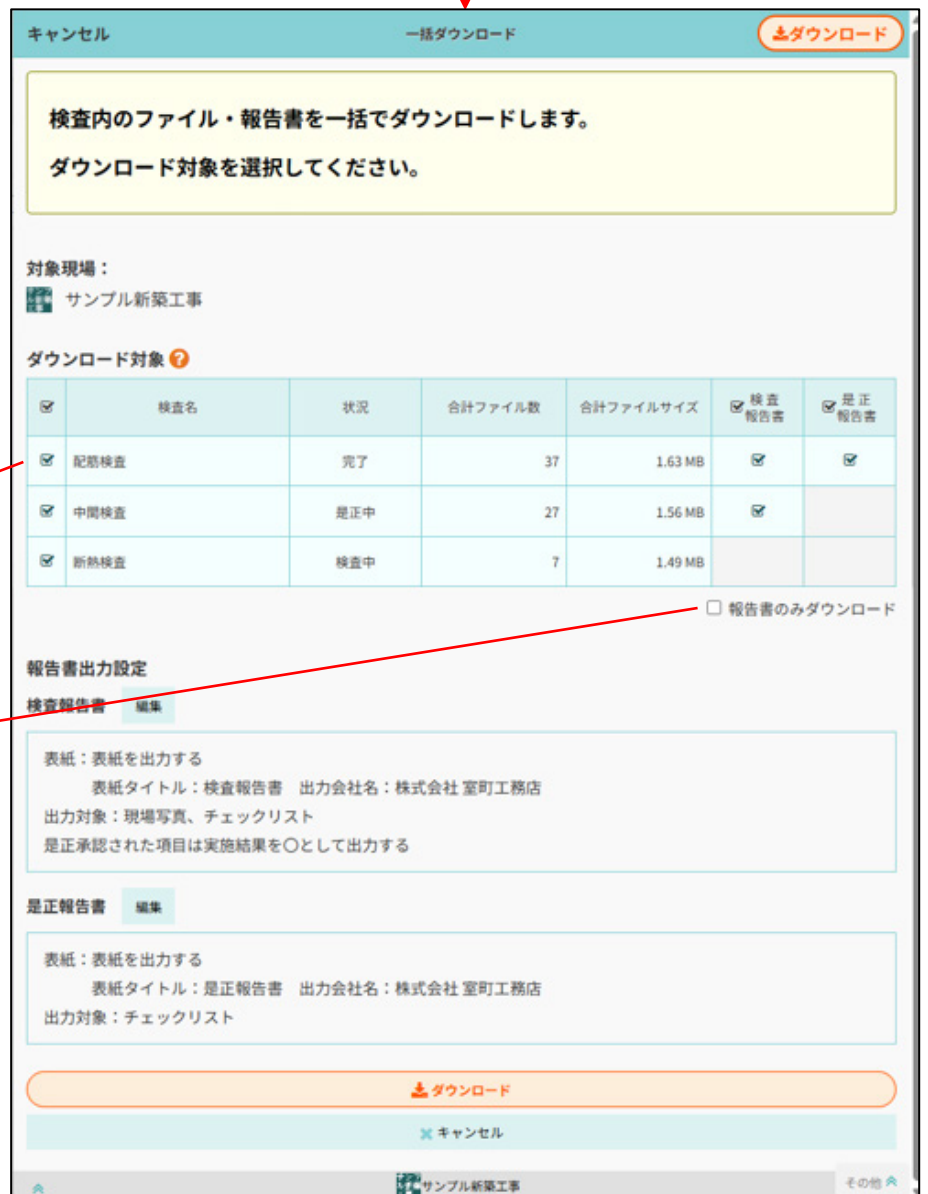 キャンセル 一括ダウンロード ダウンロード
検査内のファイル・報告書を一括でダウンロードします。
ダウンロード対象を選択してください。
対象現場：
サンプル新築工事
ダウンロード対象 ?
検査名 状況 合計ファイル数 合計ファイルサイズ 検査報告書 是正報告書
配筋検査 完了 37 1.63 MB
中間検査 是正中 27 1.56 MB
断熱検査 検査中 7 1.49 MB
報告書のみダウンロード
報告書出力設定
検査報告書 編集
表紙：表紙を出力する
表紙タイトル：検査報告書 出力会社名：株式会社 室町工務店
出力対象：現場写真、チェックリスト
是正承認された項目は実施結果を〇として出力する
是正報告書 編集
表紙：表紙を出力する
表紙タイトル：是正報告書 出力会社名：株式会社 室町工務店
出力対象：チェックリスト
ダウンロード
キャンセル
サンプル新築工事 その他